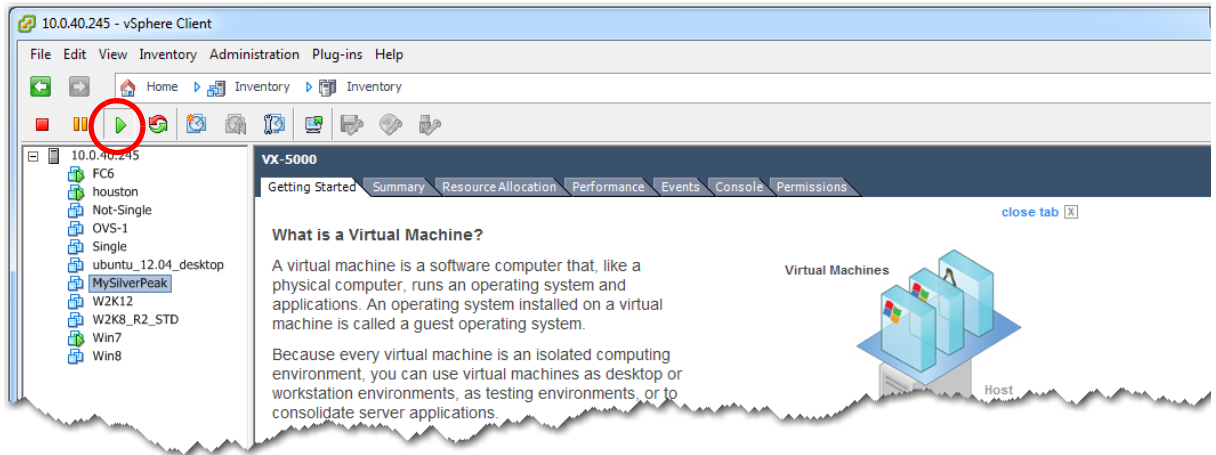 10.0.40.245 - vSphere Client
File Edit View Inventory Administration Plug-ins Help
Home Inventory Inventory
10.0.40.245
FC6
houston
Not-Single
OVS-1
Single
ubuntu_12.04_desktop
MySilverPeak
W2K12
W2K8_R2_STD
Win7
Win8
VX-5000
Getting Started Summary Resource Allocation Performance Events Console Permissions
close tab X
What is a Virtual Machine?
A virtual machine is a software computer that, like a
physical computer, runs an operating system and
applications. An operating system installed on a virtual
machine is called a guest operating system.
Because every virtual machine is an isolated computing
environment, you can use virtual machines as desktop or
workstation environments, as testing environments, or to
consolidate server applications.
Virtual Machines
Host